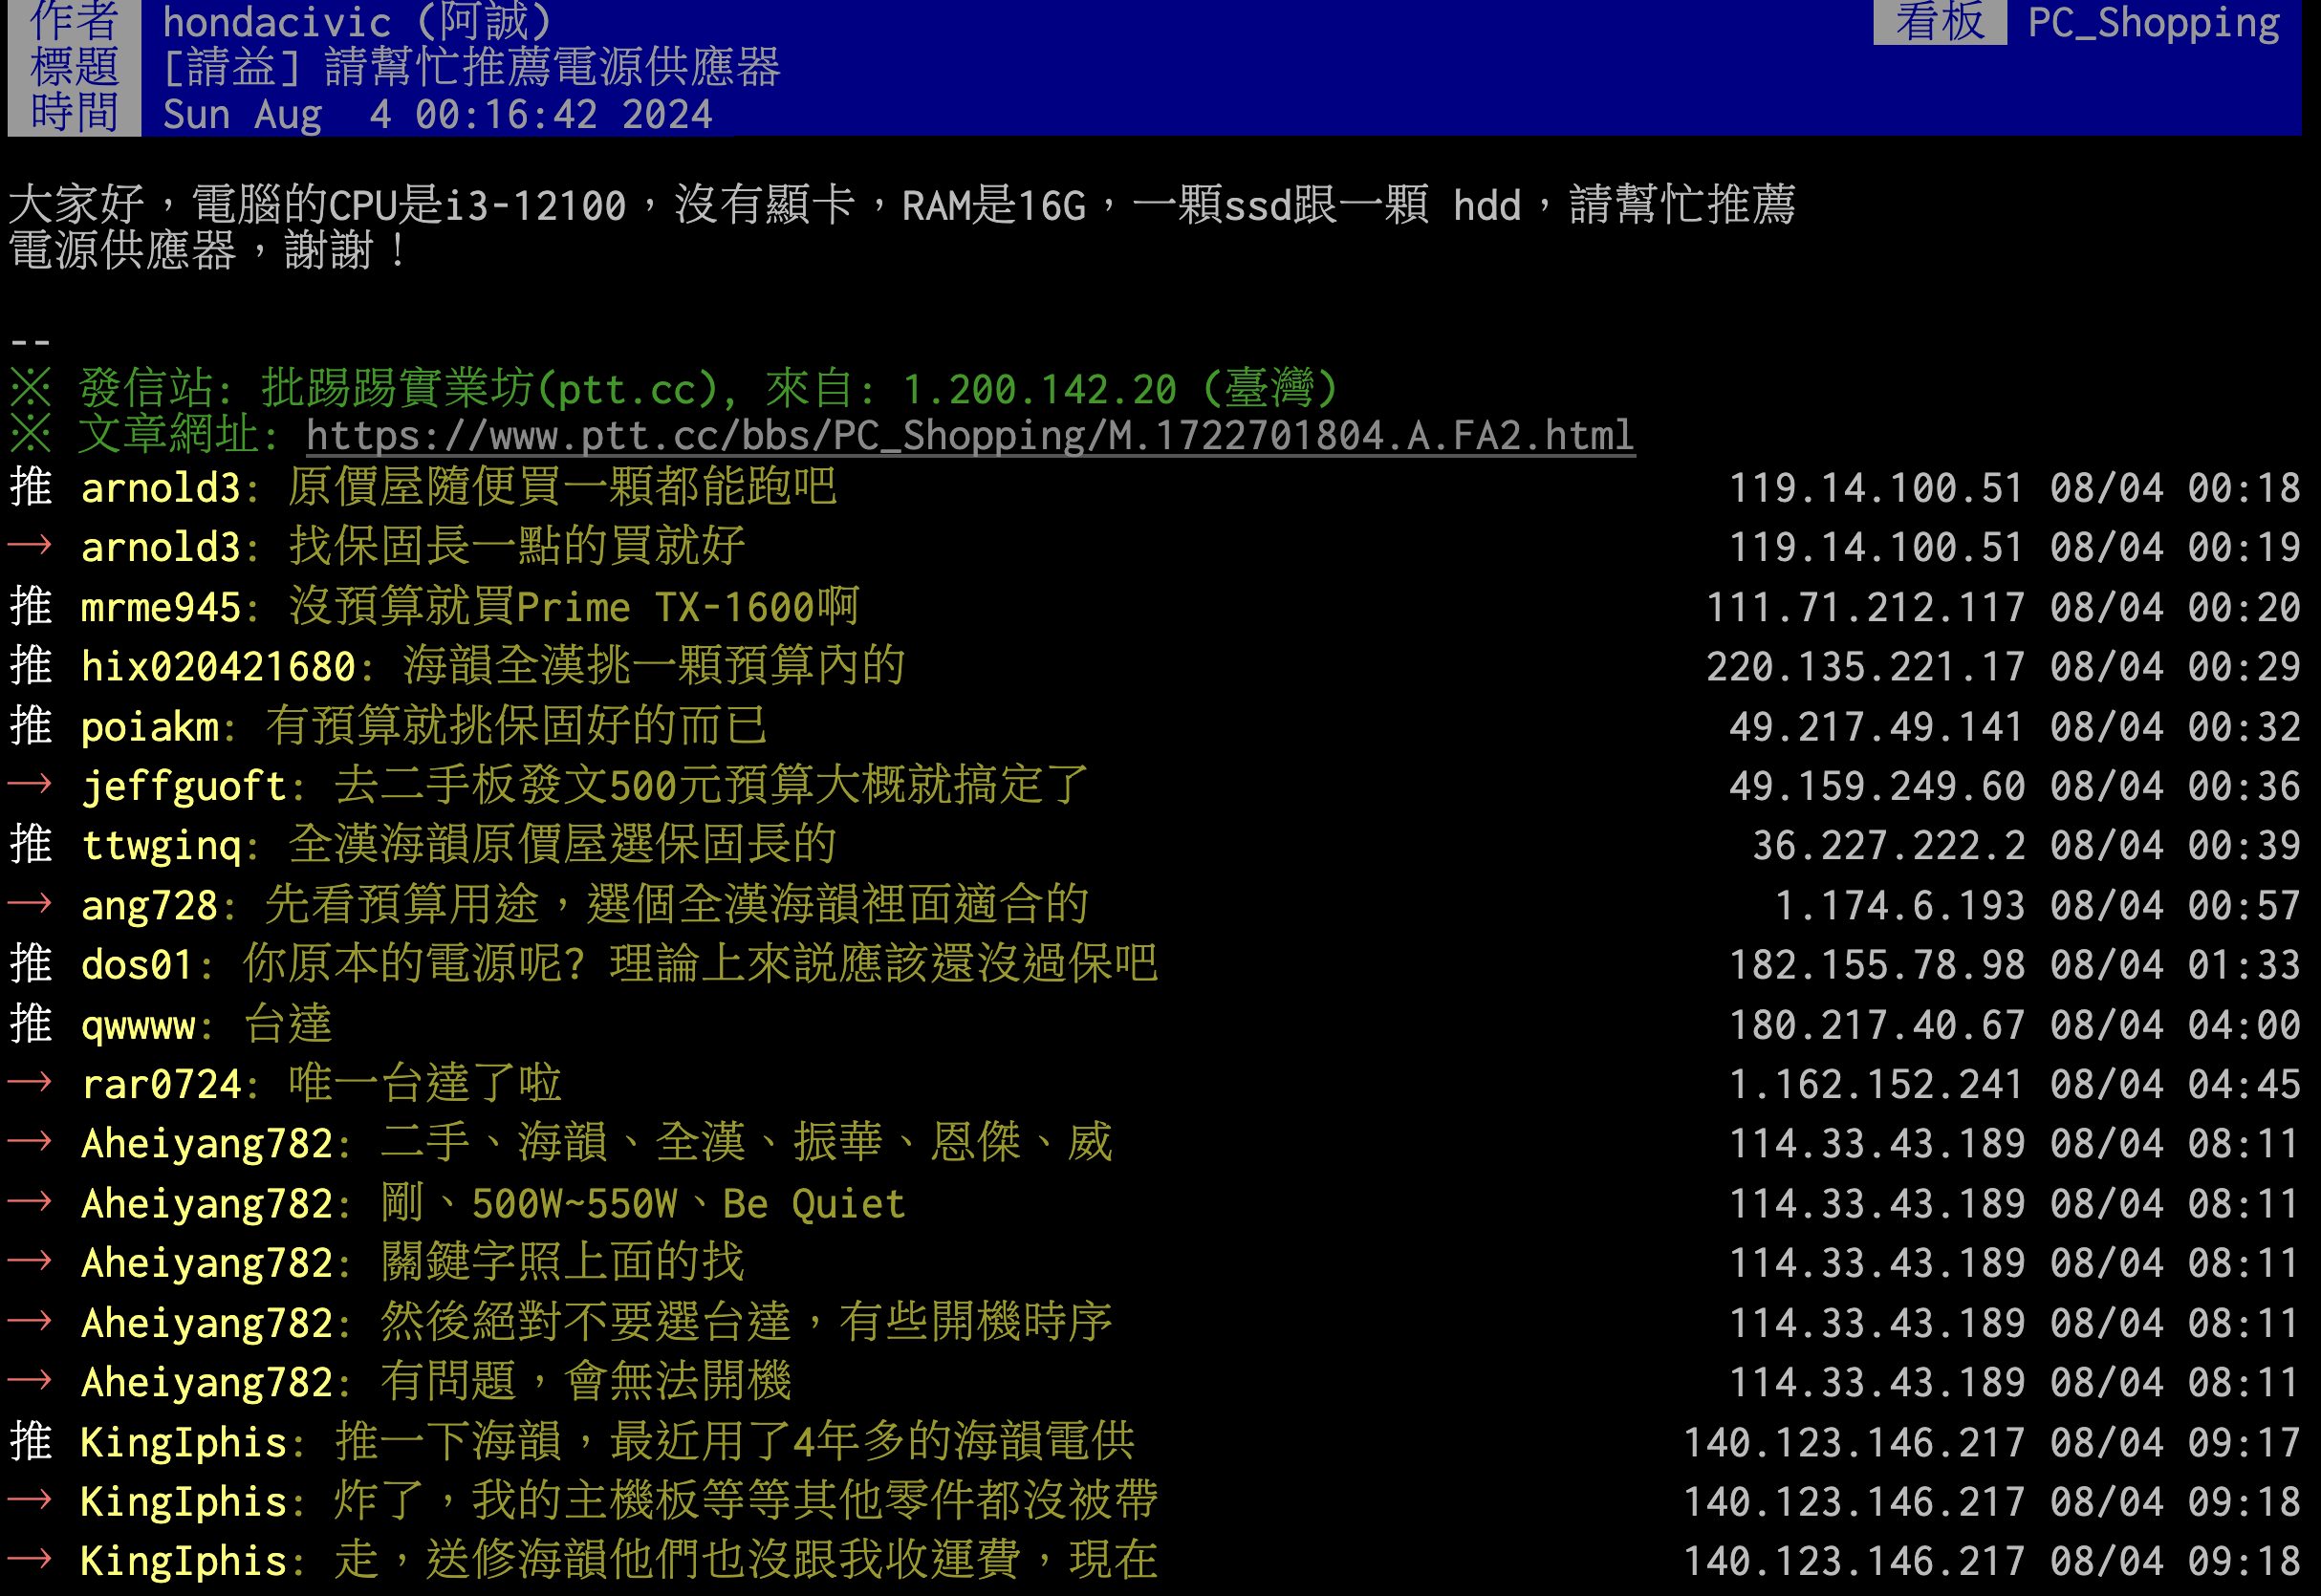 作者 hondacivic (阿誠) 看板 PC_Shopping
標題 [請益] 請幫忙推薦電源供應器
時間 Sun Aug  4 00:16:42 2024
大家好，電腦的CPU是i3-12100，沒有顯卡，RAM是16G，一顆ssd跟一顆 hdd，請幫忙推薦
電源供應器，謝謝！
--
※ 發信站: 批踢踢實業坊(ptt.cc), 來自: 1.200.142.20 (臺灣)
※ 文章網址: https://www.ptt.cc/bbs/PC_Shopping/M.1722701804.A.FA2.html
推 arnold3: 原價屋隨便買一顆都能跑吧 119.14.100.51 08/04 00:18
→ arnold3: 找保固長一點的買就好 119.14.100.51 08/04 00:19
推 mrme945: 沒預算就買Prime TX-1600啊 111.71.212.117 08/04 00:20
推 hix020421680: 海韻全漢挑一顆預算內的 220.135.221.17 08/04 00:29
推 poiakm: 有預算就挑保固好的而已 49.217.49.141 08/04 00:32
→ jeffguoft: 去二手板發文500元預算大概就搞定了 49.159.249.60 08/04 00:36
推 ttwginq: 全漢海韻原價屋選保固長的 36.227.222.2 08/04 00:39
→ ang728: 先看預算用途，選個全漢海韻裡面適合的 1.174.6.193 08/04 00:57
推 dos01: 你原本的電源呢? 理論上來說應該還沒過保吧 182.155.78.98 08/04 01:33
推 qwwww: 台達 180.217.40.67 08/04 04:00
→ rar0724: 唯一台達了啦 1.162.152.241 08/04 04:45
→ Aheiyang782: 二手、海韻、全漢、振華、恩傑、威 114.33.43.189 08/04 08:11
→ Aheiyang782: 剛、500W~550W、Be Quiet 114.33.43.189 08/04 08:11
→ Aheiyang782: 關鍵字照上面的找 114.33.43.189 08/04 08:11
→ Aheiyang782: 然後絕對不要選台達，有些開機時序 114.33.43.189 08/04 08:11
→ Aheiyang782: 有問題，會無法開機 114.33.43.189 08/04 08:11
推 KingIphis: 推一下海韻，最近用了4年多的海韻電供 140.123.146.217 08/04 09:17
→ KingIphis: 炸了，我的主機板等等其他零件都沒被帶 140.123.146.217 08/04 09:18
→ KingIphis: 走，送修海韻他們也沒跟我收運費，現在 140.123.146.217 08/04 09:18